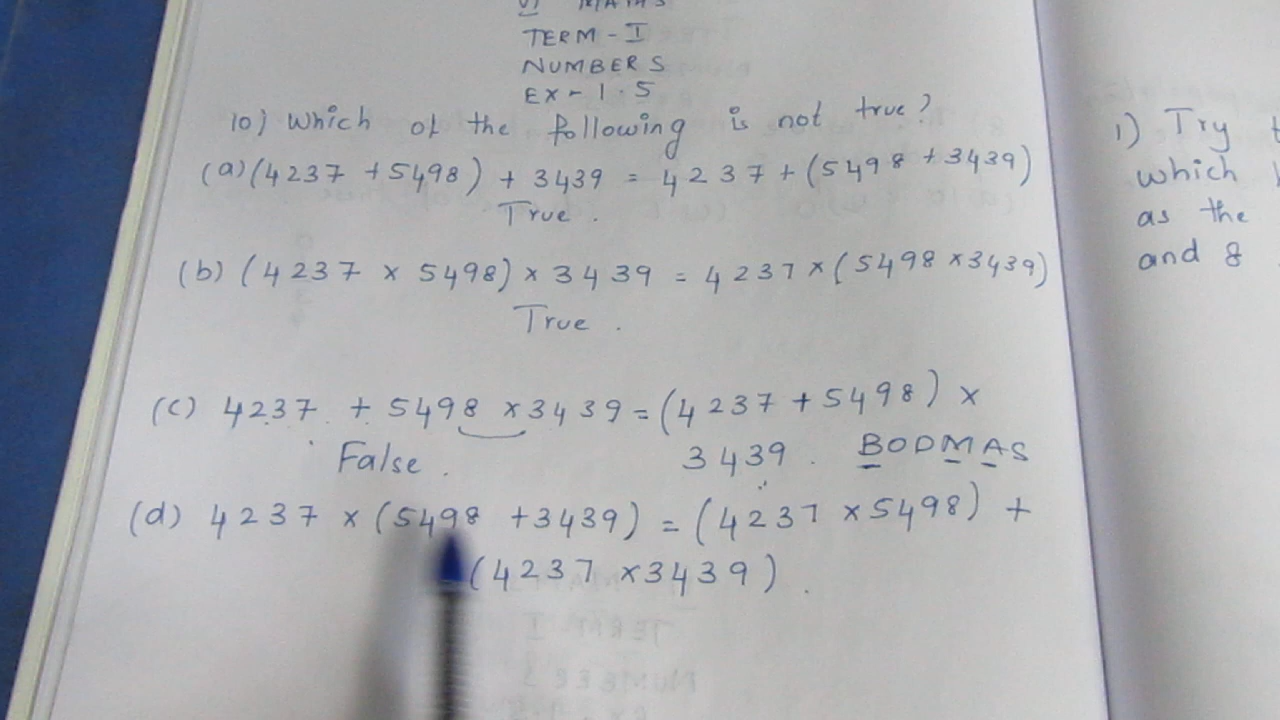 TERM - I
NUMBERS
EX - 1.5
10) Which of the following is not true?
(a) (4237 + 5498) + 3439 = 4237 + (5498 + 3439)
True.
(b) (4237 × 5498) × 3439 = 4237 × (5498 × 3439)
True.
(c) 4237 + 5498 × 3439 = (4237 + 5498) ×
False. 3439. BODMAS
(d) 4237 × (5498 + 3439) = (4237 × 5498) +
(4237 × 3439).
1) Try
which
as the
and 8